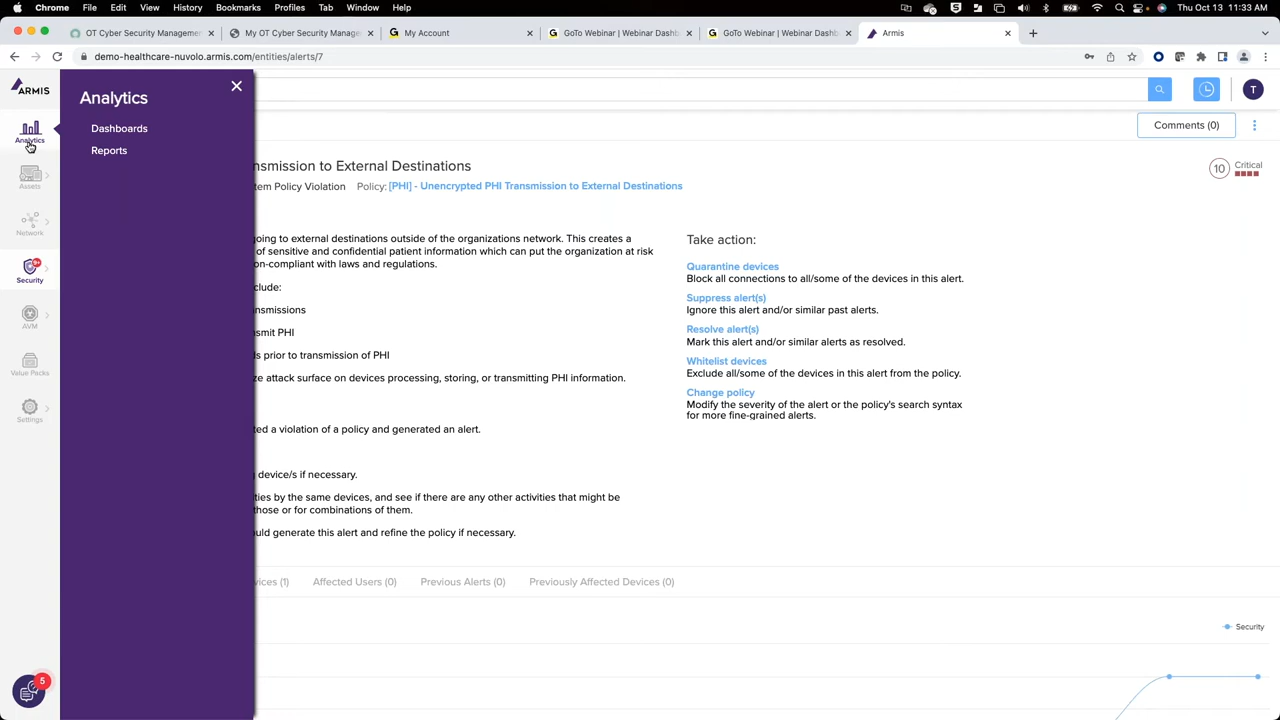 Chrome File Edit View History Bookmarks Profiles Tab Window Help
Thu Oct 13 11:33 AM
OT Cyber Security Managemen
My OT Cyber Security Manage
My Account
GoTo Webinar | Webinar Dashb
GoTo Webinar | Webinar Dashb
Armis
demo-healthcare-nuvolo.armis.com/entities/alerts/7
ARMIS
Analytics
Dashboards
Reports
T
Comments (0)
Analytics
Assets
Network
9+
Security
AVM
Value Packs
Settings
5
nsmission to External Destinations
tem Policy Violation Policy: [PHI] - Unencrypted PHI Transmission to External Destinations
10 Critical
going to external destinations outside of the organizations network. This creates a
of sensitive and confidential patient information which can put the organization at risk
on-compliant with laws and regulations.
clude:
nsmissions
nsmit PHI
ds prior to transmission of PHI
ze attack surface on devices processing, storing, or transmitting PHI information.
ted a violation of a policy and generated an alert.
device/s if necessary.
ties by the same devices, and see if there are any other activities that might be
those or for combinations of them.
uld generate this alert and refine the policy if necessary.
Take action:
Quarantine devices
Block all connections to all/some of the devices in this alert.
Suppress alert(s)
Ignore this alert and/or similar past alerts.
Resolve alert(s)
Mark this alert and/or similar alerts as resolved.
Whitelist devices
Exclude all/some of the devices in this alert from the policy.
Change policy
Modify the severity of the alert or the policy's search syntax
for more fine-grained alerts.
vices (1) Affected Users (0) Previous Alerts (0) Previously Affected Devices (0)
Security